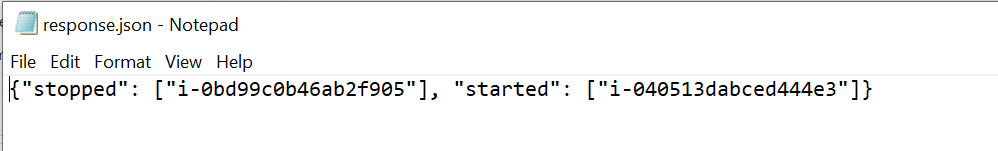 response.json - Notepad
File Edit Format View Help
{"stopped": ["i-0bd99c0b46ab2f905"], "started": ["i-040513dabced444e3"]}